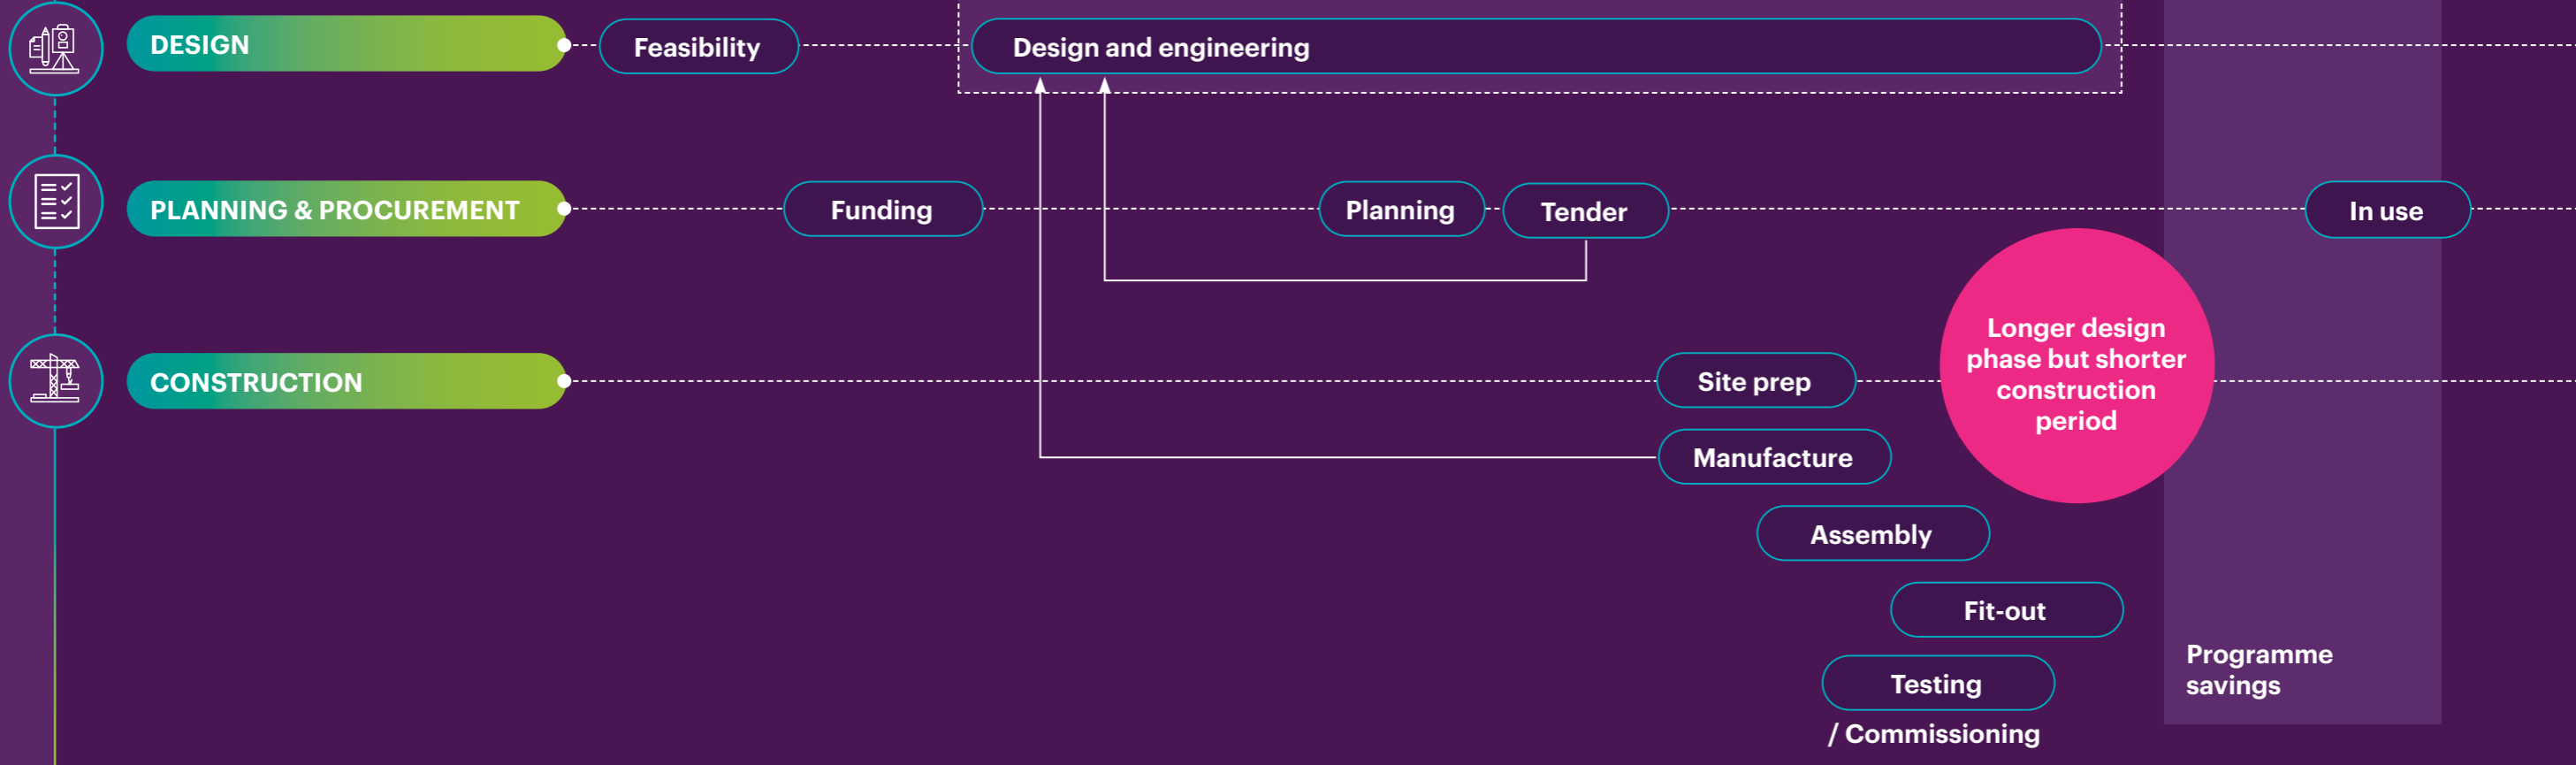 DESIGN
Feasibility
Design and engineering
PLANNING & PROCUREMENT
Funding
Planning
Tender
In use
CONSTRUCTION
Site prep
Longer design
phase but shorter
construction
period
Manufacture
Assembly
Fit-out
Testing
/ Commissioning
Programme
savings